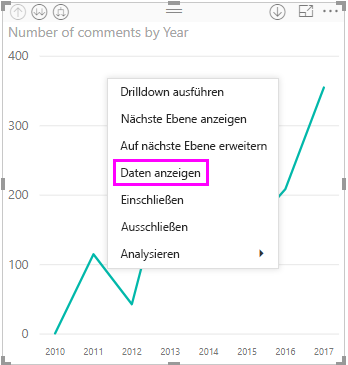 Number of comments by Year
400
Drilldown ausführen
Nächste Ebene anzeigen
300
Auf nächste Ebene erweitern
Daten anzeigen
200
Einschließen
Ausschließen
Analysieren
100
0
2010 2011 2012 2013 2014 2015 2016 2017